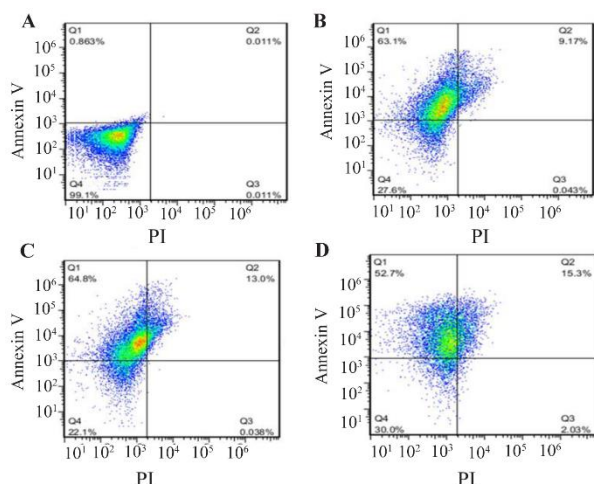 A
Q1
0.863%
Q2
0.011%
10⁶
10⁵
10⁴
10³
10²
10¹
Annexin V
Q4
99.1%
Q3
0.011%
10¹ 10² 10³ 10⁴ 10⁵ 10⁶
PI
B
Q1
63.1%
Q2
9.17%
10⁶
10⁵
10⁴
10³
10²
10¹
Annexin V
Q4
27.6%
Q3
0.043%
10¹ 10² 10³ 10⁴ 10⁵ 10⁶
PI
C
Q1
64.8%
Q2
13.0%
10⁶
10⁵
10⁴
10³
10²
10¹
Annexin V
Q4
22.1%
Q3
0.038%
10¹ 10² 10³ 10⁴ 10⁵ 10⁶
PI
D
Q1
52.7%
Q2
15.3%
10⁶
10⁵
10⁴
10³
10²
10¹
Annexin V
Q4
30.0%
Q3
2.03%
10¹ 10² 10³ 10⁴ 10⁵ 10⁶
PI